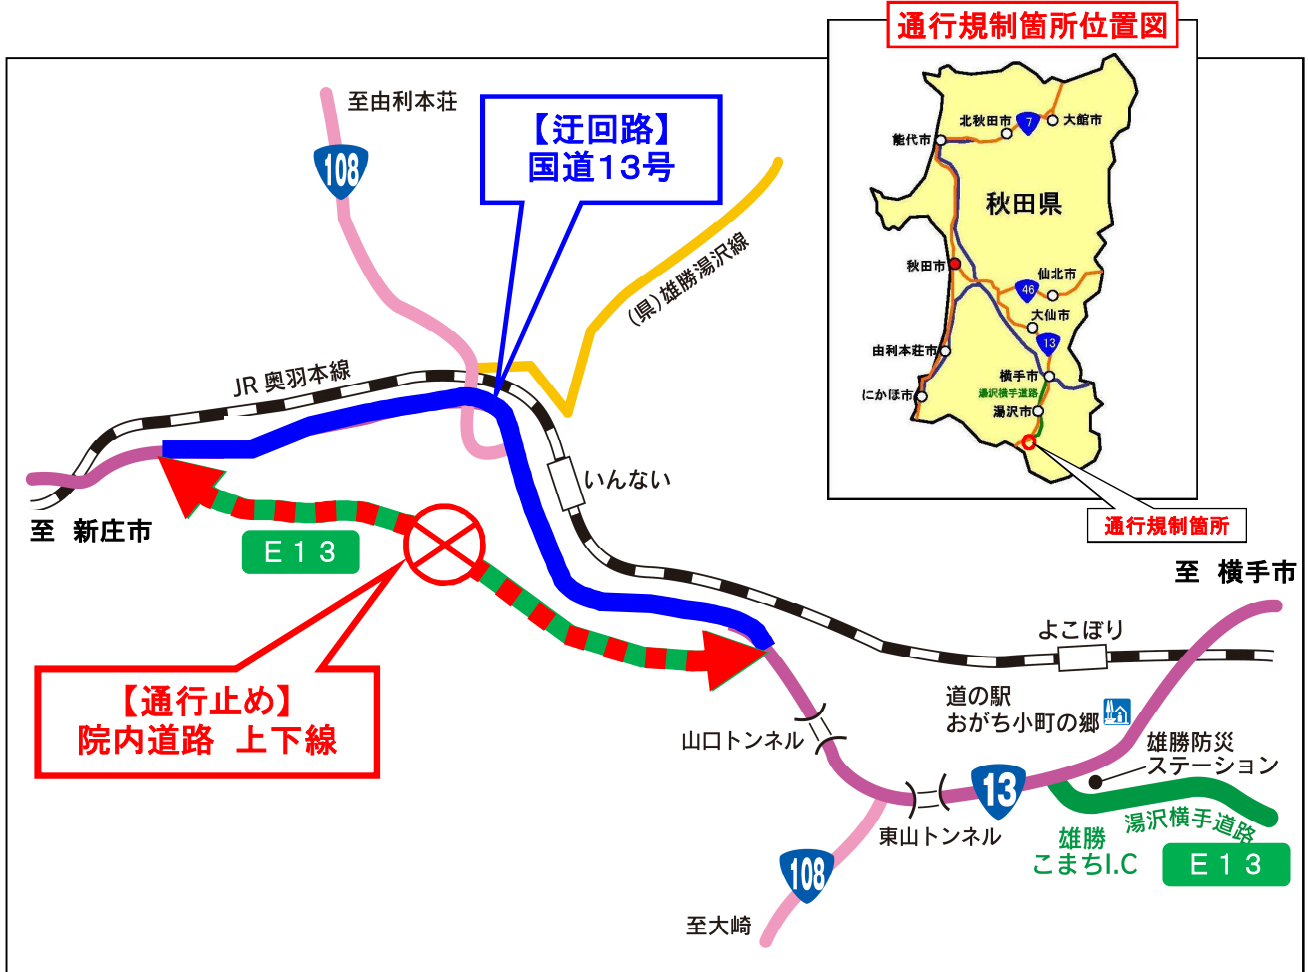 通行規制箇所位置図
北秋田市
7
大館市
能代市
秋田県
秋田市
仙北市
46
大仙市
13
由利本荘市
横手市
湯沢横手道路
にかほ市
湯沢市
通行規制箇所
至由利本荘
108
【迂回路】
国道13号
(県)雄勝湯沢線
JR 奥羽本線
いんない
至 新庄市
E13
【通行止め】
院内道路 上下線
至 横手市
よこぼり
道の駅
おがち小町の郷
山口トンネル
雄勝防災
ステーション
13
東山トンネル
湯沢横手道路
雄勝
こまちI.C
E13
108
至大崎